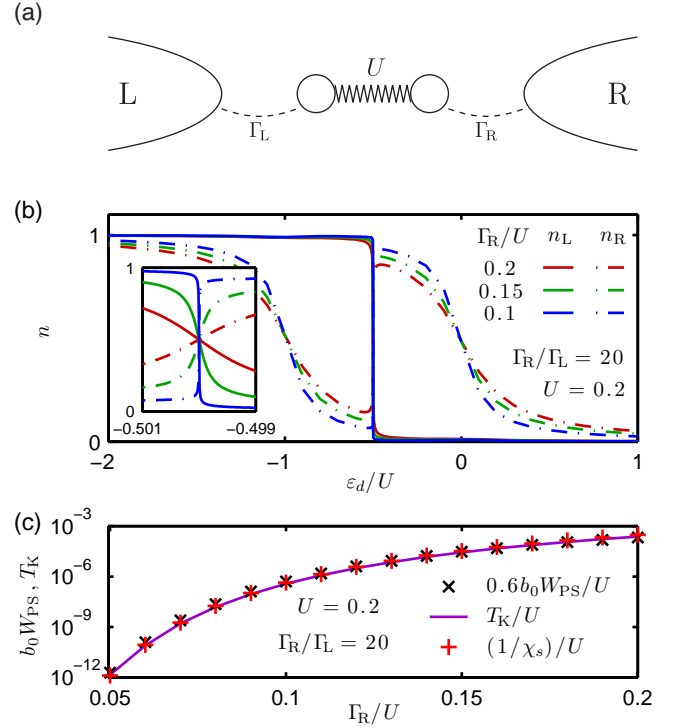 (a)
L
U
R
Γ_L
Γ_R
(b)
n
1
0
Γ_R/U n_L n_R
0.2
0.15
0.1
Γ_R/Γ_L = 20
U = 0.2
1
0
−0.501 −0.499
−2 −1 0 1
ε_d/U
(c)
b_0W_PS, T_K
10^−3
10^−6
10^−9
10^−12
U = 0.2
Γ_R/Γ_L = 20
0.6b_0W_PS/U
T_K/U
(1/χ_s)/U
0.05 0.1 0.15 0.2
Γ_R/U